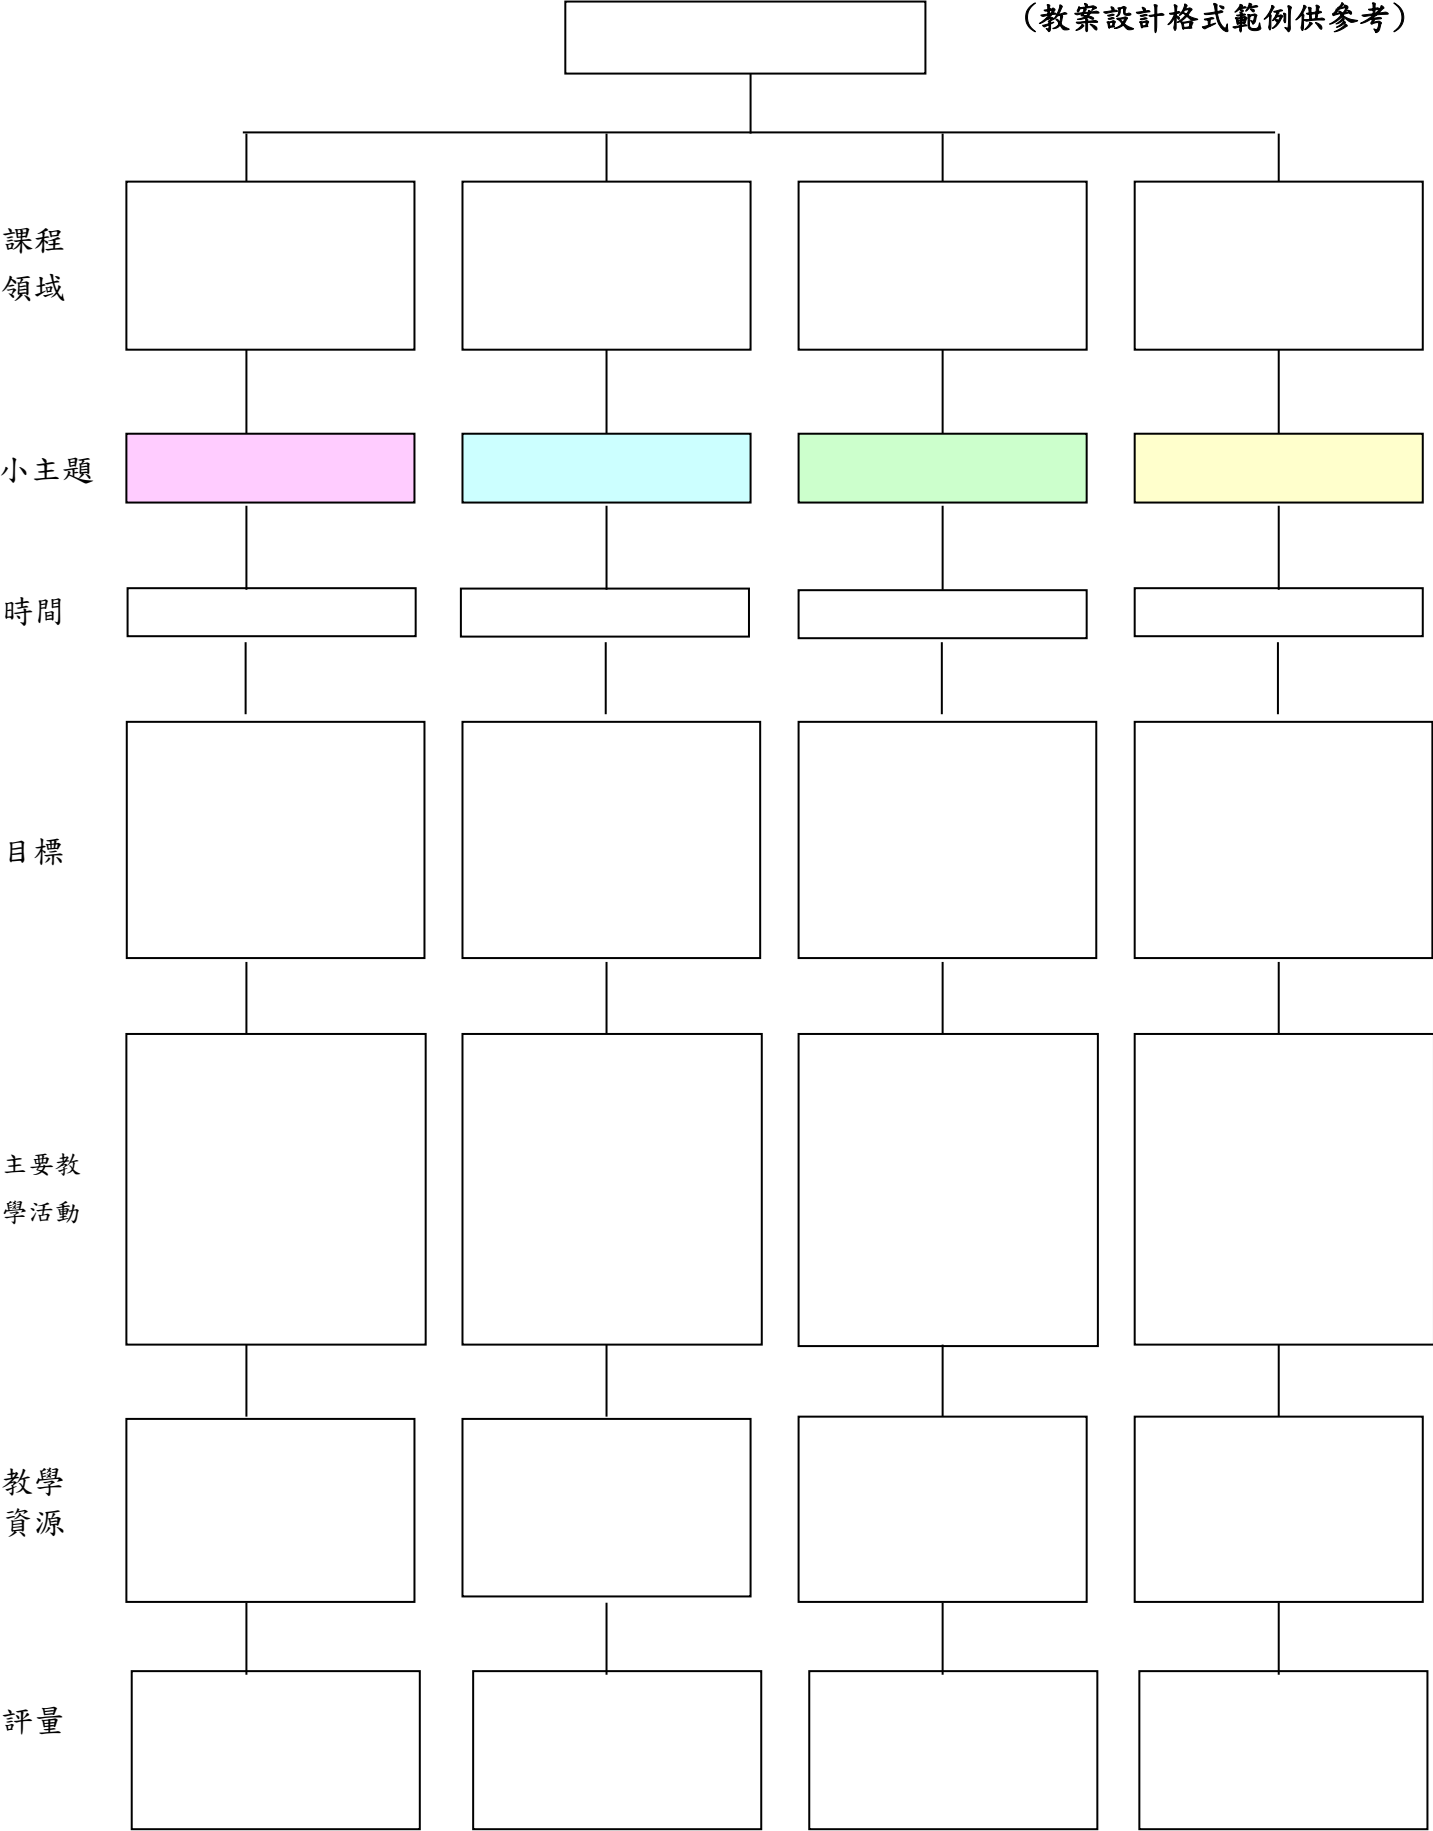 （教案設計格式範例供參考）
課程
領域
小主題
時間
目標
主要教
學活動
教學
資源
評量